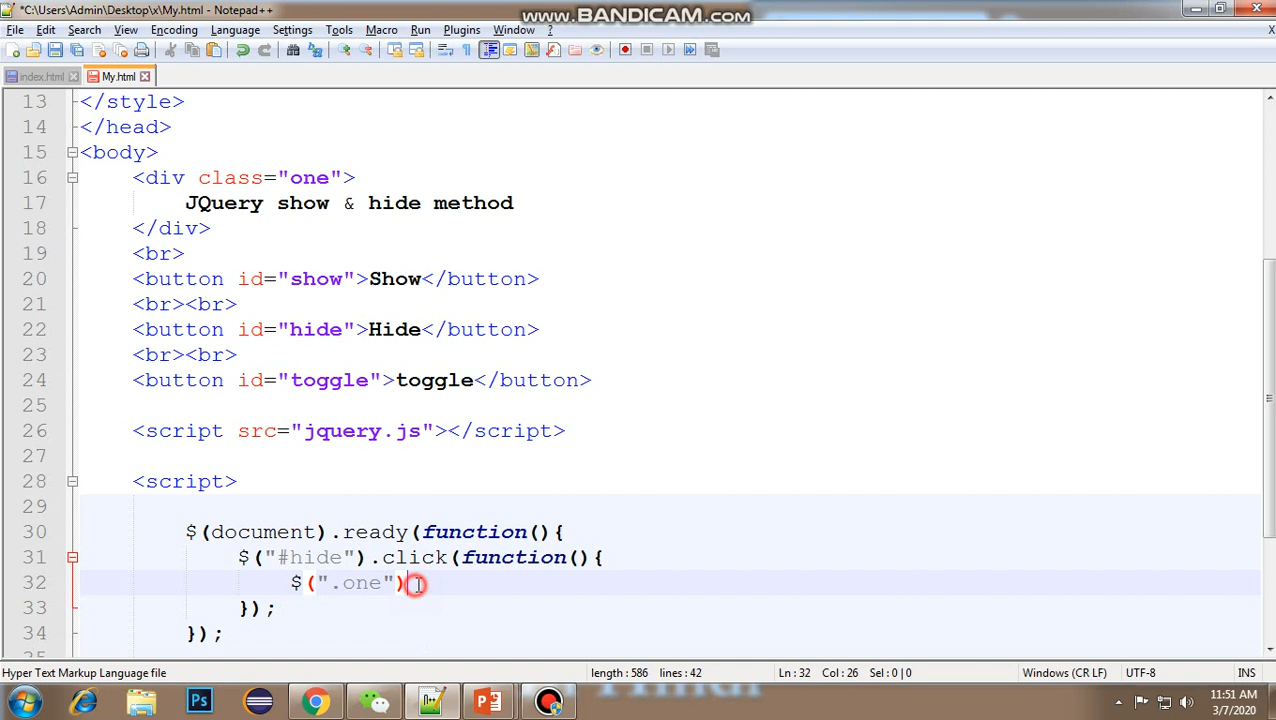 *C:\Users\Admin\Desktop\x\My.html - Notepad++
www.BANDICAM.com
File Edit Search View Encoding Language Settings Tools Macro Run Plugins Window ?
X
index.html My.html
13 </style>
14 </head>
15 <body>
16 <div class="one">
17 JQuery show & hide method
18 </div>
19 <br>
20 <button id="show">Show</button>
21 <br><br>
22 <button id="hide">Hide</button>
23 <br><br>
24 <button id="toggle">toggle</button>
25
26 <script src="jquery.js"></script>
27
28 <script>
29
30 $(document).ready(function(){
31 $("#hide").click(function(){
32 $(".one")
33 });
34 });
Hyper Text Markup Language file length : 586 lines : 42 Ln : 32 Col : 26 Sel : 0 | 0 Windows (CR LF) UTF-8 INS
Ps
11:51 AM
3/7/2020